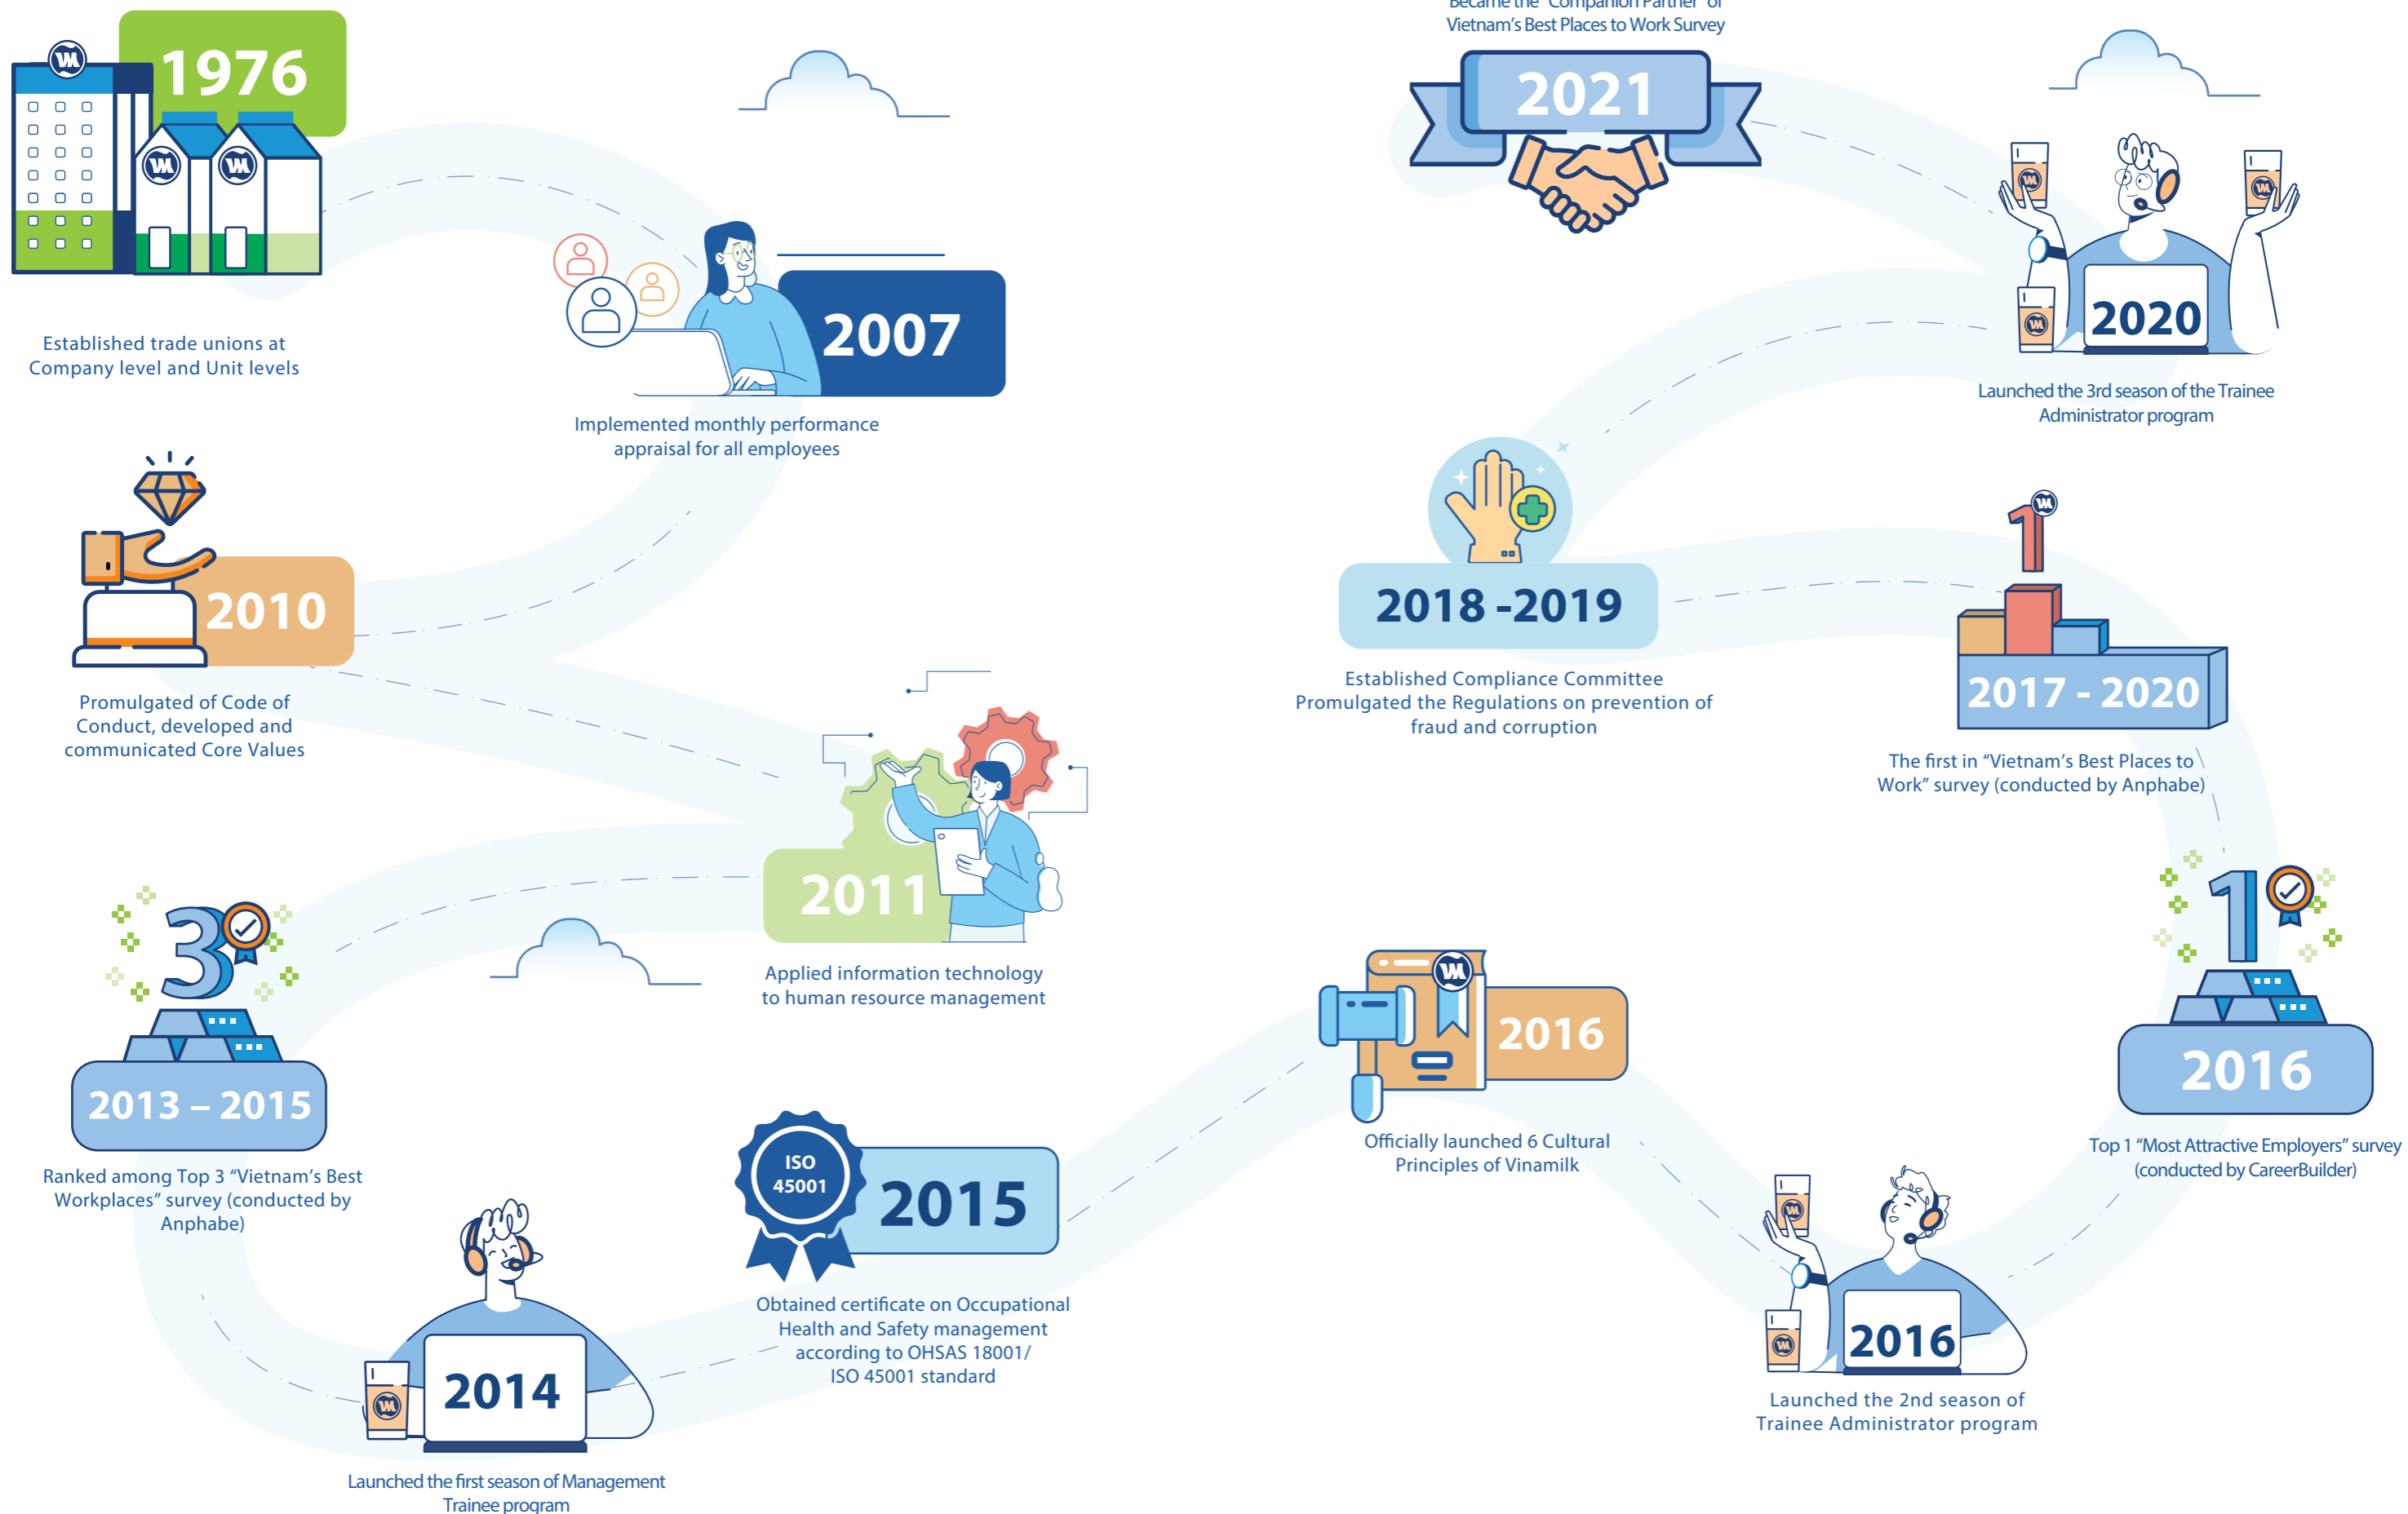 1976
Established trade unions at
Company level and Unit levels
2007
Implemented monthly performance
appraisal for all employees
2010
Promulgated of Code of
Conduct, developed and
communicated Core Values
2011
Applied information technology
to human resource management
3
2013 – 2015
Ranked among Top 3 “Vietnam’s Best
Workplaces” survey (conducted by
Anphabe)
2014
Launched the first season of Management
Trainee program
ISO
45001
2015
Obtained certificate on Occupational
Health and Safety management
according to OHSAS 18001/
ISO 45001 standard
2016
Officially launched 6 Cultural
Principles of Vinamilk
2016
Launched the 2nd season of
Trainee Administrator program
1
2016
Top 1 “Most Attractive Employers” survey
(conducted by CareerBuilder)
1
2017 - 2020
The first in “Vietnam’s Best Places to
Work” survey (conducted by Anphabe)
2018 -2019
Established Compliance Committee
Promulgated the Regulations on prevention of
fraud and corruption
2020
Launched the 3rd season of the Trainee
Administrator program
Became the “Companion Partner” of
Vietnam’s Best Places to Work Survey
2021